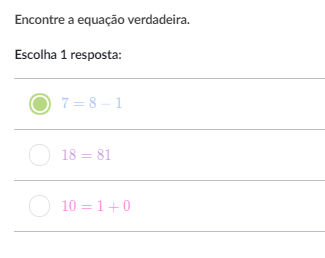 Encontre a equação verdadeira.
Escolha 1 resposta:
7 = 8 – 1
18 = 81
10 = 1 + 0